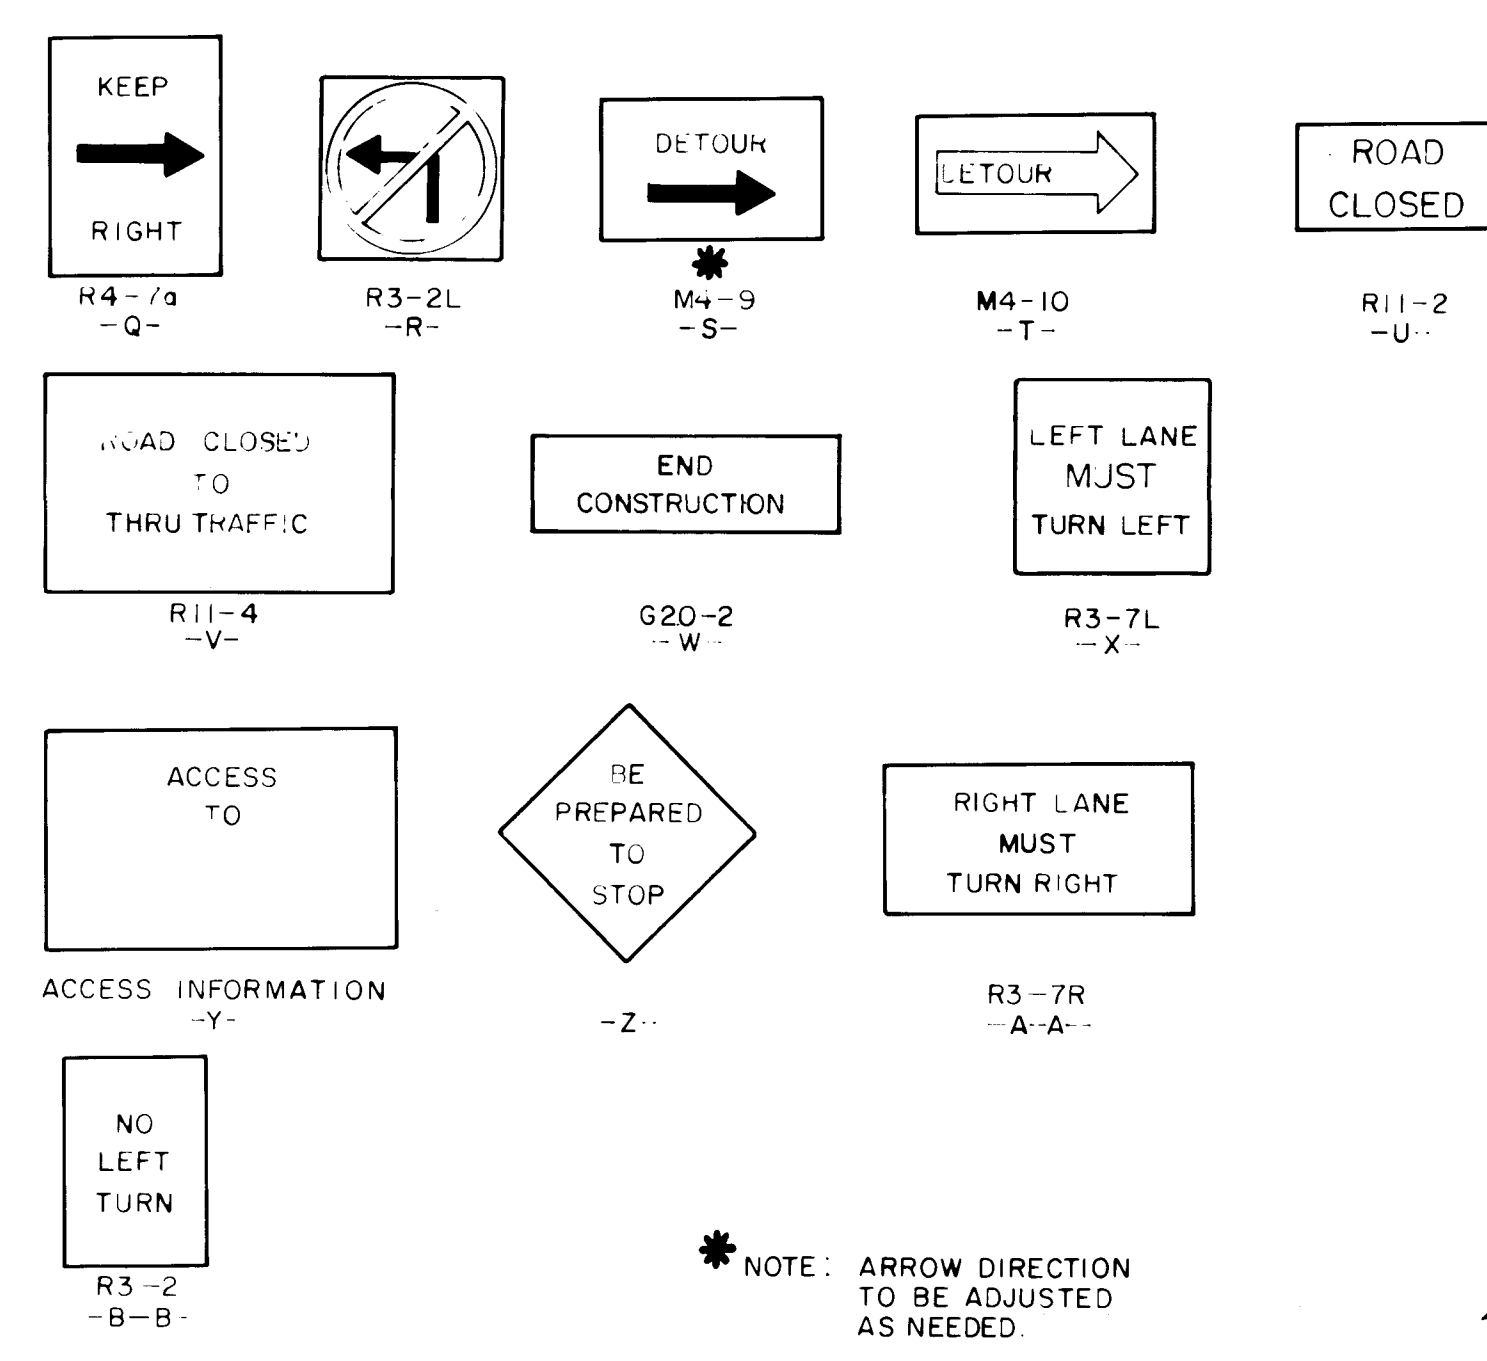 KEEP
RIGHT
R4-7a
-Q-
R3-2L
-R-
DETOUR
M4-9
-S-
DETOUR
M4-10
-T-
ROAD
CLOSED
R11-2
-U-
ROAD CLOSED
TO
THRU TRAFFIC
R11-4
-V-
END
CONSTRUCTION
G20-2
-W-
LEFT LANE
MUST
TURN LEFT
R3-7L
-X-
ACCESS
TO
ACCESS INFORMATION
-Y-
BE
PREPARED
TO
STOP
-Z-
RIGHT LANE
MUST
TURN RIGHT
R3-7R
-A-A-
NO
LEFT
TURN
R3-2
-B-B-
* NOTE: ARROW DIRECTION
TO BE ADJUSTED
AS NEEDED.